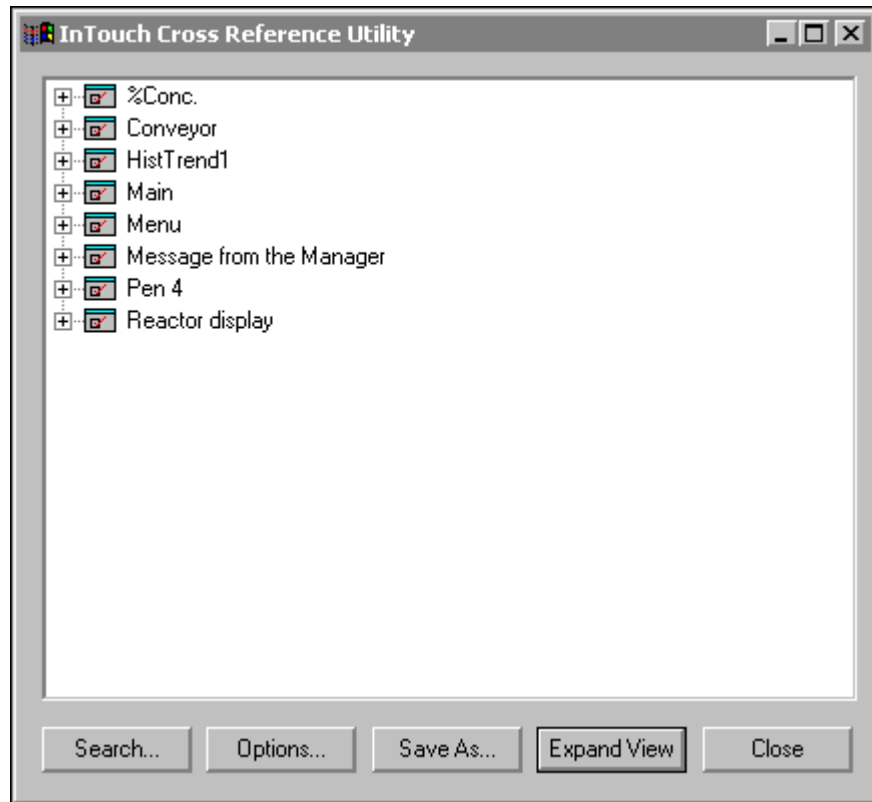 InTouch Cross Reference Utility
%Conc.
Conveyor
HistTrend1
Main
Menu
Message from the Manager
Pen 4
Reactor display
Search... Options... Save As... Expand View Close